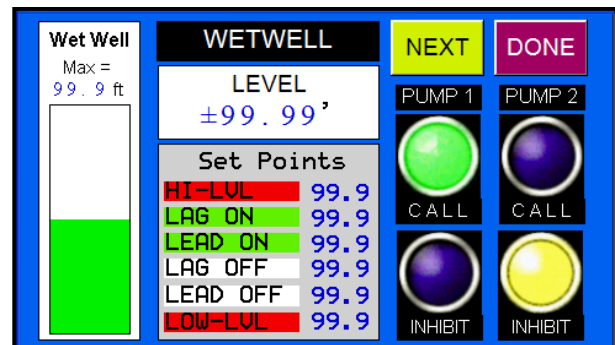 Wet Well
Max =
99.9 ft
WETWELL
LEVEL
±99.99’
Set Points
HI-LVL 99.9
LAG ON 99.9
LEAD ON 99.9
LAG OFF 99.9
LEAD OFF 99.9
LOW-LVL 99.9
NEXT DONE
PUMP 1 PUMP 2
CALL CALL
INHIBIT INHIBIT